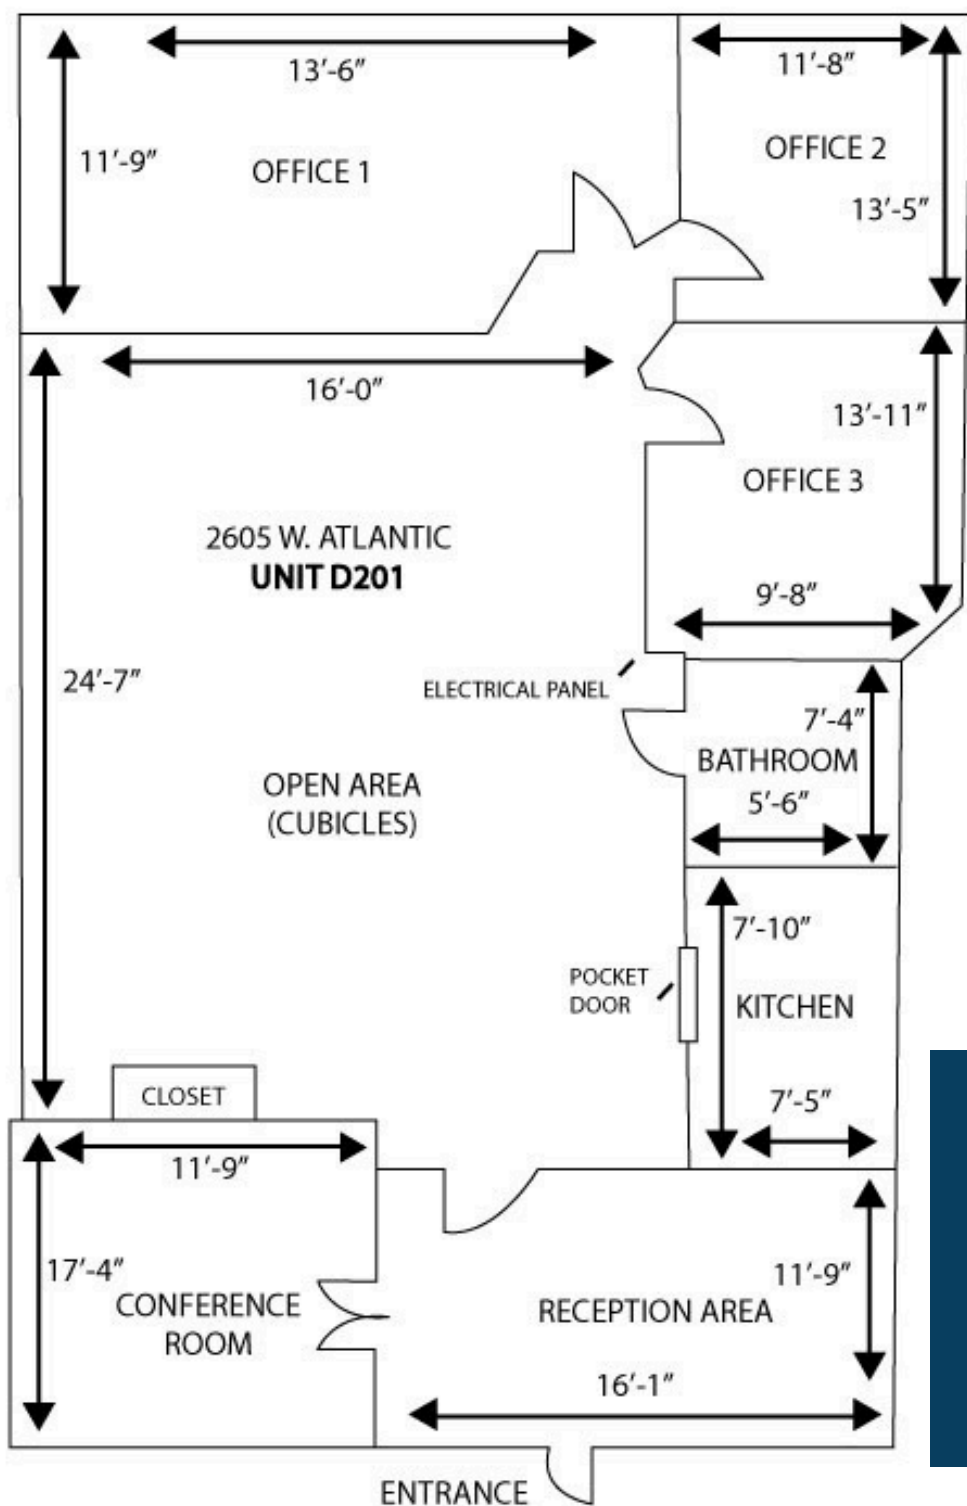 13′-6″
11′-8″
11′-9″
OFFICE 1
OFFICE 2
13′-5″
16′-0″
13′-11″
OFFICE 3
2605 W. ATLANTIC
UNIT D201
9′-8″
24′-7″
ELECTRICAL PANEL
7′-4″
BATHROOM
5′-6″
OPEN AREA
(CUBICLES)
7′-10″
POCKET
DOOR
KITCHEN
CLOSET
7′-5″
11′-9″
17′-4″
CONFERENCE
ROOM
11′-9″
RECEPTION AREA
16′-1″
ENTRANCE